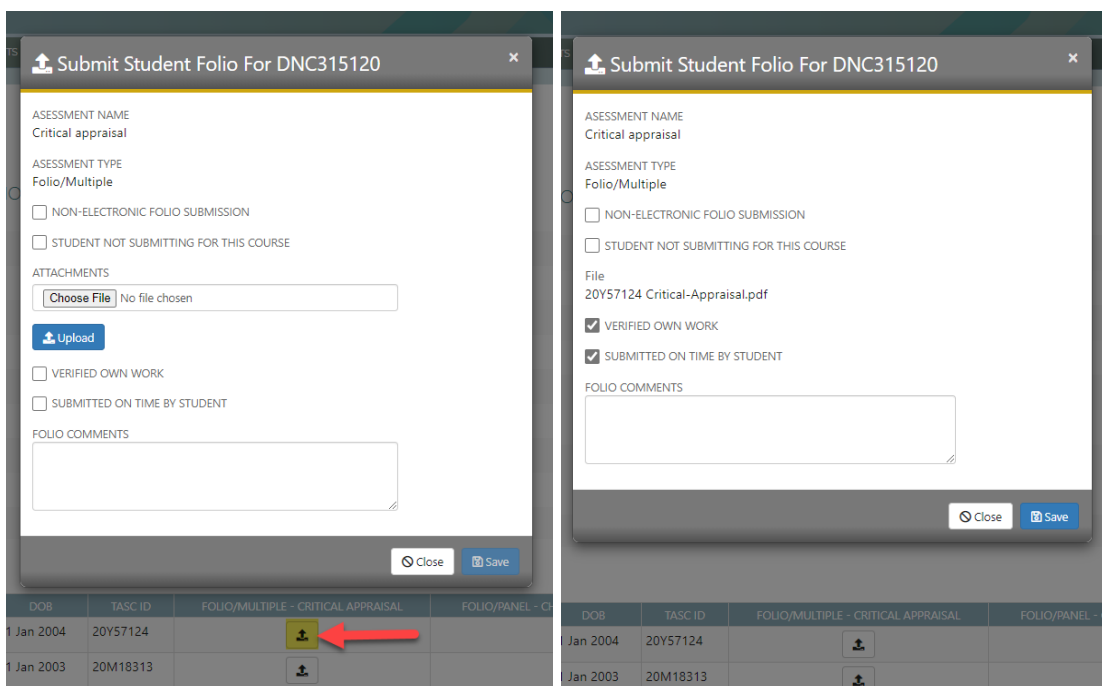 TS
Submit Student Folio For DNC315120
×
ASESSMENT NAME
Critical appraisal
ASESSMENT TYPE
Folio/Multiple
NON-ELECTRONIC FOLIO SUBMISSION
STUDENT NOT SUBMITTING FOR THIS COURSE
ATTACHMENTS
Choose File No file chosen
Upload
VERIFIED OWN WORK
SUBMITTED ON TIME BY STUDENT
FOLIO COMMENTS
Close Save
DOB TASC ID FOLIO/MULTIPLE - CRITICAL APPRAISAL FOLIO/PANEL - CH
1 Jan 2004 20Y57124
1 Jan 2003 20M18313
TS
Submit Student Folio For DNC315120
×
ASESSMENT NAME
Critical appraisal
ASESSMENT TYPE
Folio/Multiple
NON-ELECTRONIC FOLIO SUBMISSION
STUDENT NOT SUBMITTING FOR THIS COURSE
File
20Y57124 Critical-Appraisal.pdf
VERIFIED OWN WORK
SUBMITTED ON TIME BY STUDENT
FOLIO COMMENTS
Close Save
DOB TASC ID FOLIO/MULTIPLE - CRITICAL APPRAISAL FOLIO/PANEL -
Jan 2004 20Y57124
Jan 2003 20M18313